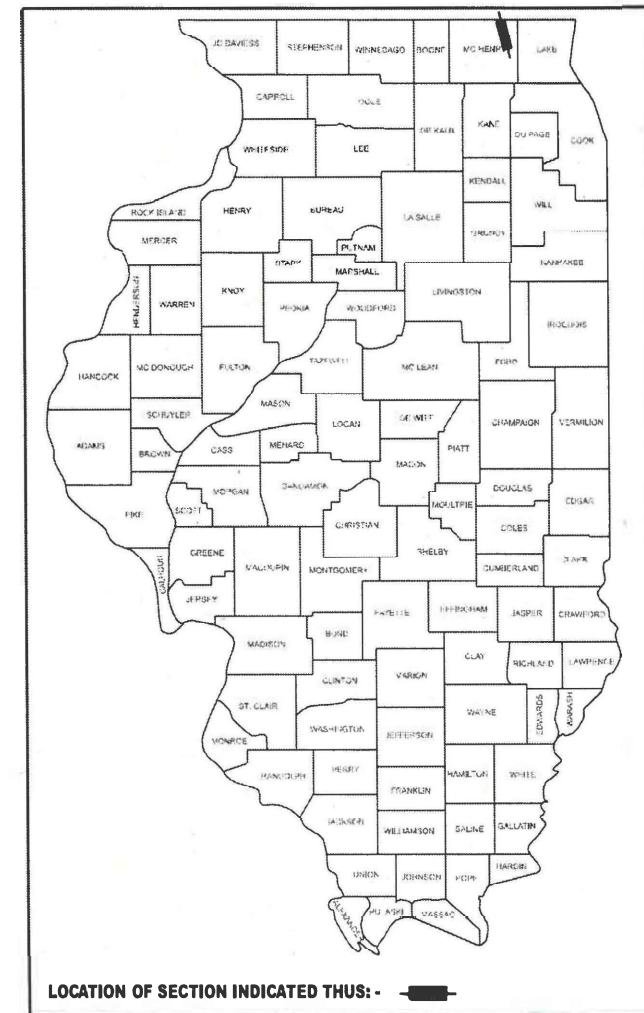 JO DAVIESS STEPHENSON WINNEBAGO BOONE MC HENRY LAKE
CARROLL OGLE
DE KALB KANE DU PAGE COOK
WHITESIDE LEE
KENDALL
ROCK ISLAND HENRY BUREAU LA SALLE GRUNDY WILL
MERCER PUTNAM
STARK MARSHALL KANKAKEE
HENDERSON WARREN KNOX PEORIA WOODFORD LIVINGSTON IROQUOIS
HANCOCK MC DONOUGH FULTON TAZEWELL MC LEAN FORD
MASON
SCHUYLER LOGAN DE WITT CHAMPAIGN VERMILION
ADAMS BROWN CASS MENARD PIATT
MACON
MORGAN SANGAMON DOUGLAS EDGAR
PIKE SCOTT CHRISTIAN MOULTRIE COLES
GREENE MACOUPIN MONTGOMERY SHELBY CUMBERLAND CLARK
CALHOUN JERSEY
FAYETTE EFFINGHAM JASPER CRAWFORD
MADISON BOND
CLINTON MARION CLAY RICHLAND LAWRENCE
ST. CLAIR WAYNE EDWARDS WABASH
WASHINGTON JEFFERSON
MONROE
RANDOLPH PERRY HAMILTON WHITE
FRANKLIN
JACKSON WILLIAMSON SALINE GALLATIN
UNION JOHNSON POPE HARDIN
ALEXANDER PULASKI MASSAC
LOCATION OF SECTION INDICATED THUS: -